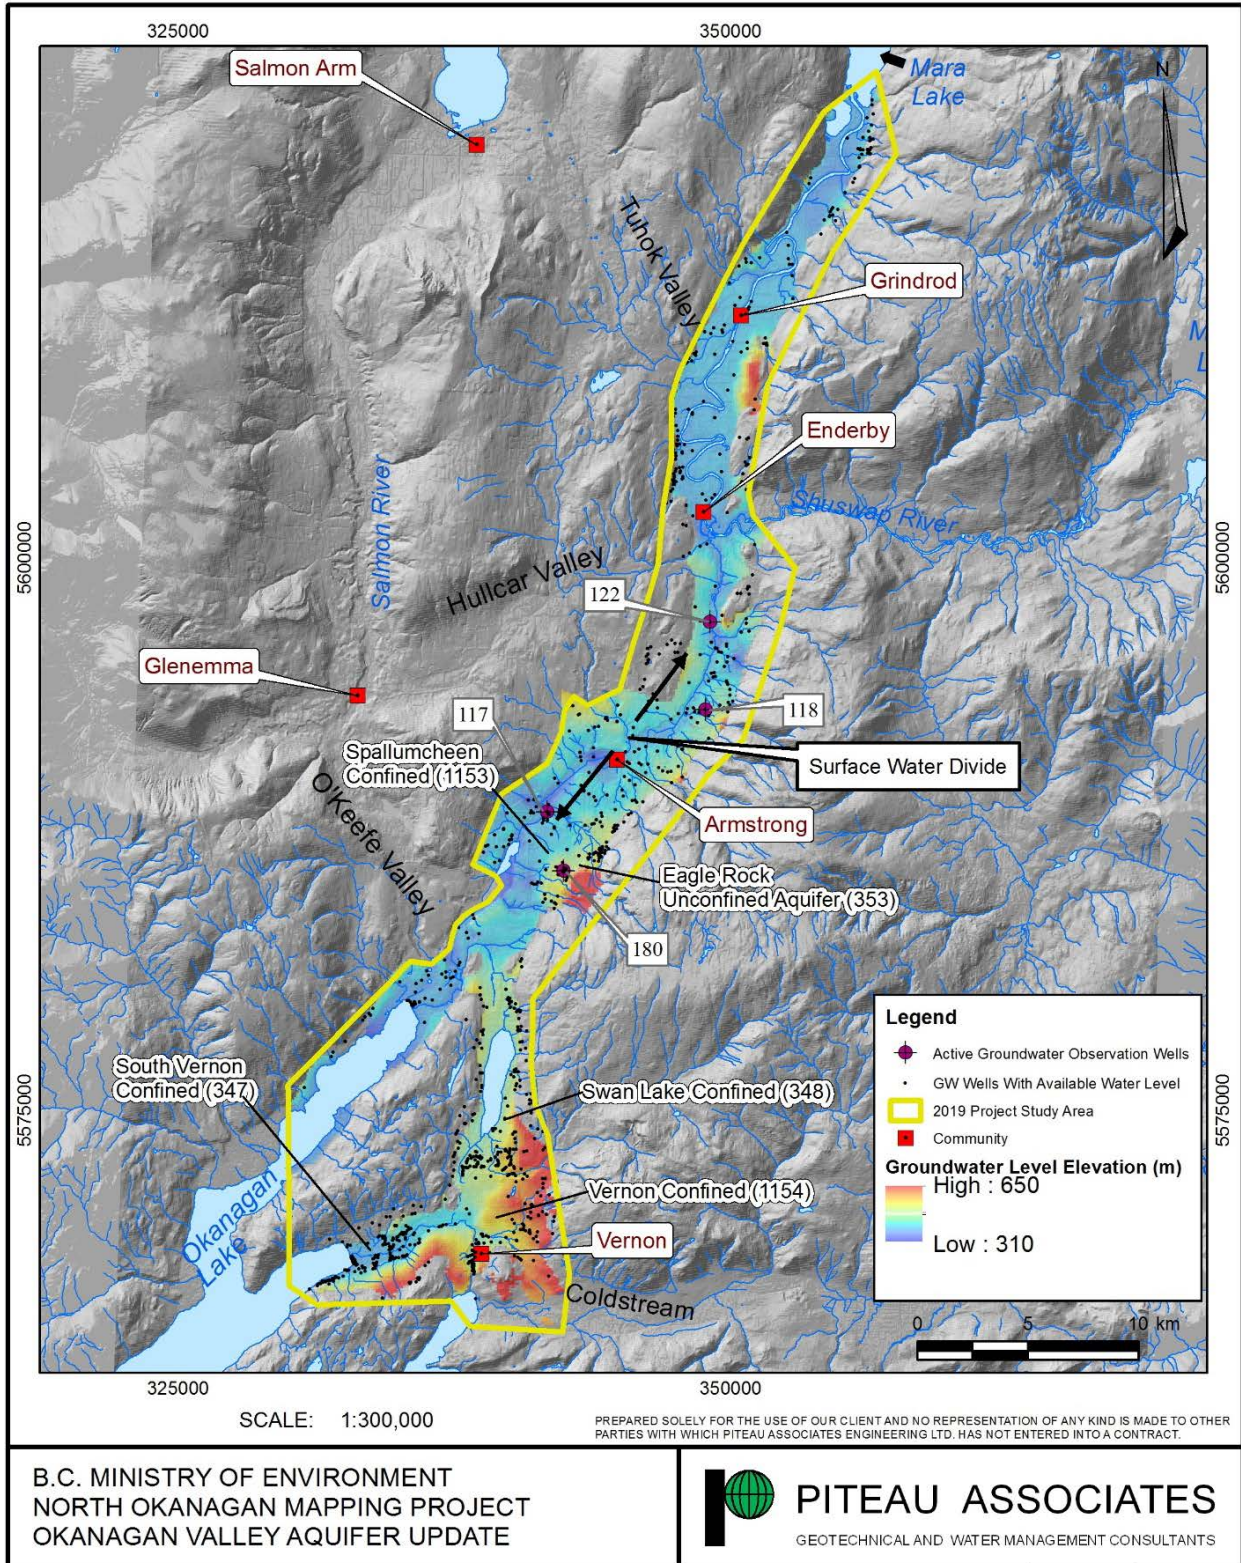 325000
350000
Salmon Arm
Mara
Lake
N
Tuhok Valley
Grindrod
M
L
Enderby
Salmon River
Shuswap River
5600000
5600000
Hullcar Valley
122
Glenemma
117
118
Spallumcheen
Confined (1153)
Surface Water Divide
O'Keefe Valley
Armstrong
Eagle Rock
Unconfined Aquifer (353)
180
Legend
Active Groundwater Observation Wells
GW Wells With Available Water Level
2019 Project Study Area
Community
Groundwater Level Elevation (m)
High : 650
Low : 310
South Vernon
Confined (347)
Swan Lake Confined (348)
5575000
5575000
Vernon Confined (1154)
Okanagan
Lake
Vernon
Coldstream
0 5 10 km
325000
350000
SCALE: 1:300,000
PREPARED SOLELY FOR THE USE OF OUR CLIENT AND NO REPRESENTATION OF ANY KIND IS MADE TO OTHER
PARTIES WITH WHICH PITEAU ASSOCIATES ENGINEERING LTD. HAS NOT ENTERED INTO A CONTRACT.
B.C. MINISTRY OF ENVIRONMENT
NORTH OKANAGAN MAPPING PROJECT
OKANAGAN VALLEY AQUIFER UPDATE
PITEAU ASSOCIATES
GEOTECHNICAL AND WATER MANAGEMENT CONSULTANTS